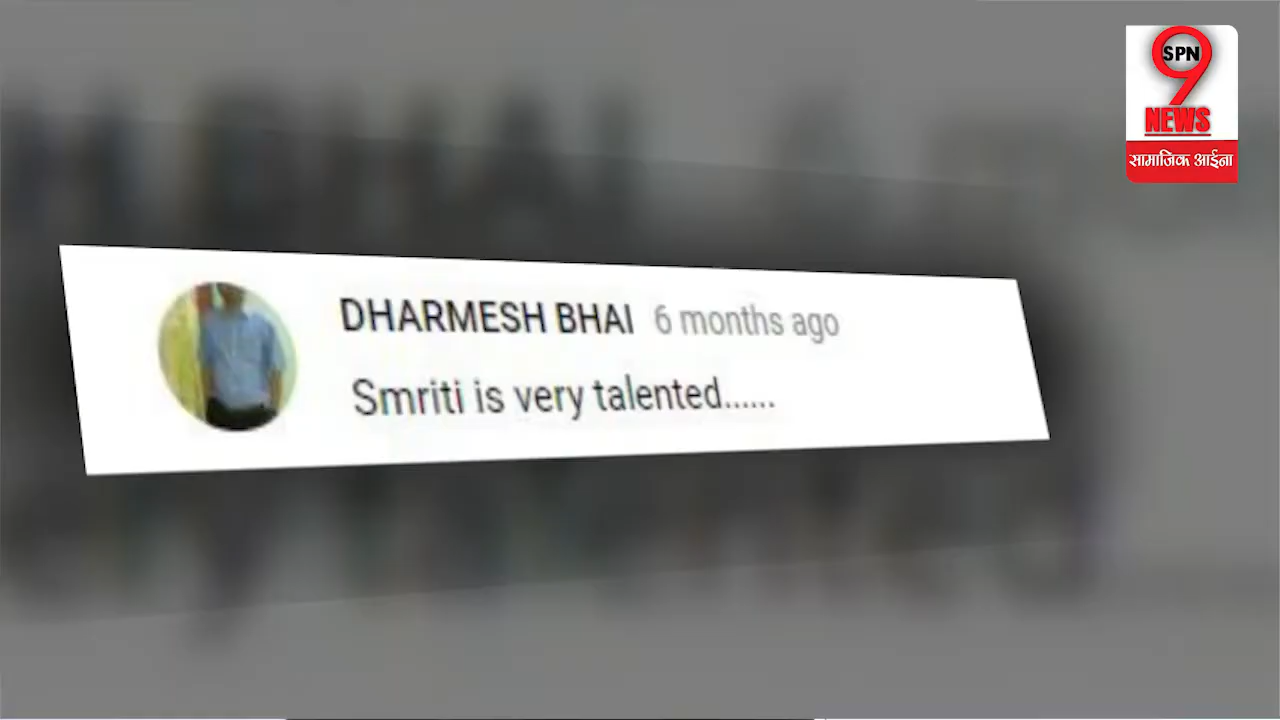 SPN
9
NEWS
सामाजिक आईना
DHARMESH BHAI 6 months ago
Smriti is very talented......